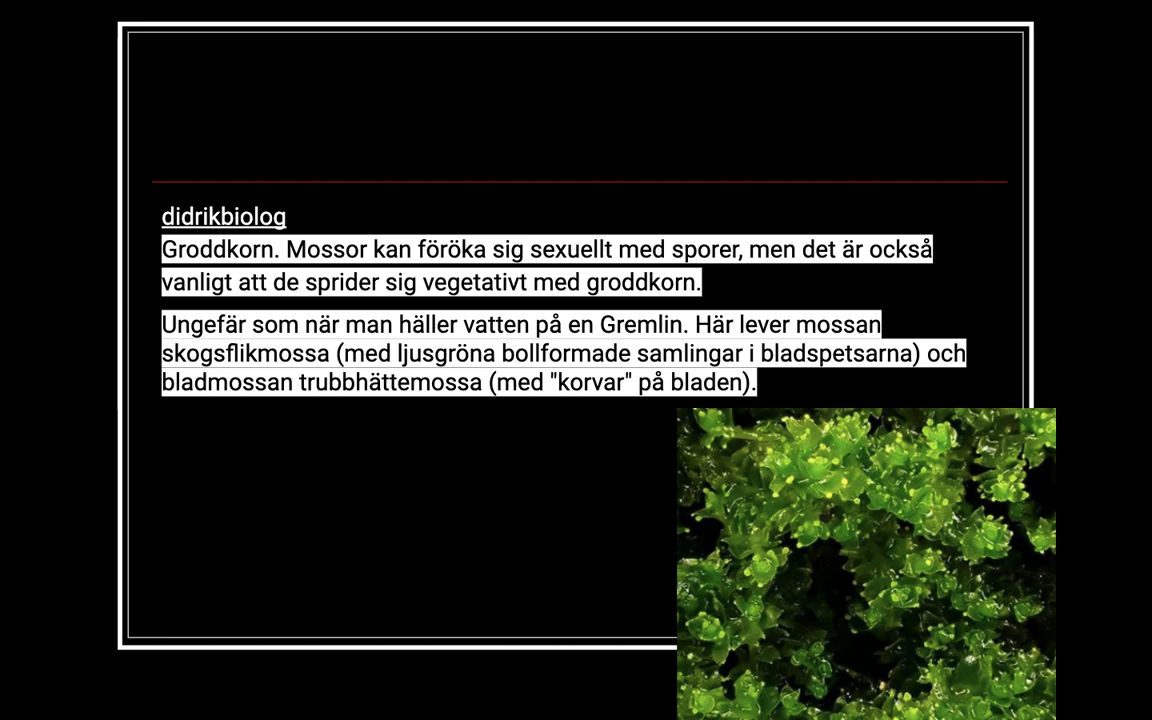 didrikbiolog
Groddkorn. Mossor kan föröka sig sexuellt med sporer, men det är också
vanligt att de sprider sig vegetativt med groddkorn.
Ungefär som när man häller vatten på en Gremlin. Här lever mossan
skogsflikmossa (med ljusgröna bollformade samlingar i bladspetsarna) och
bladmossan trubbhättemossa (med "korvar" på bladen).